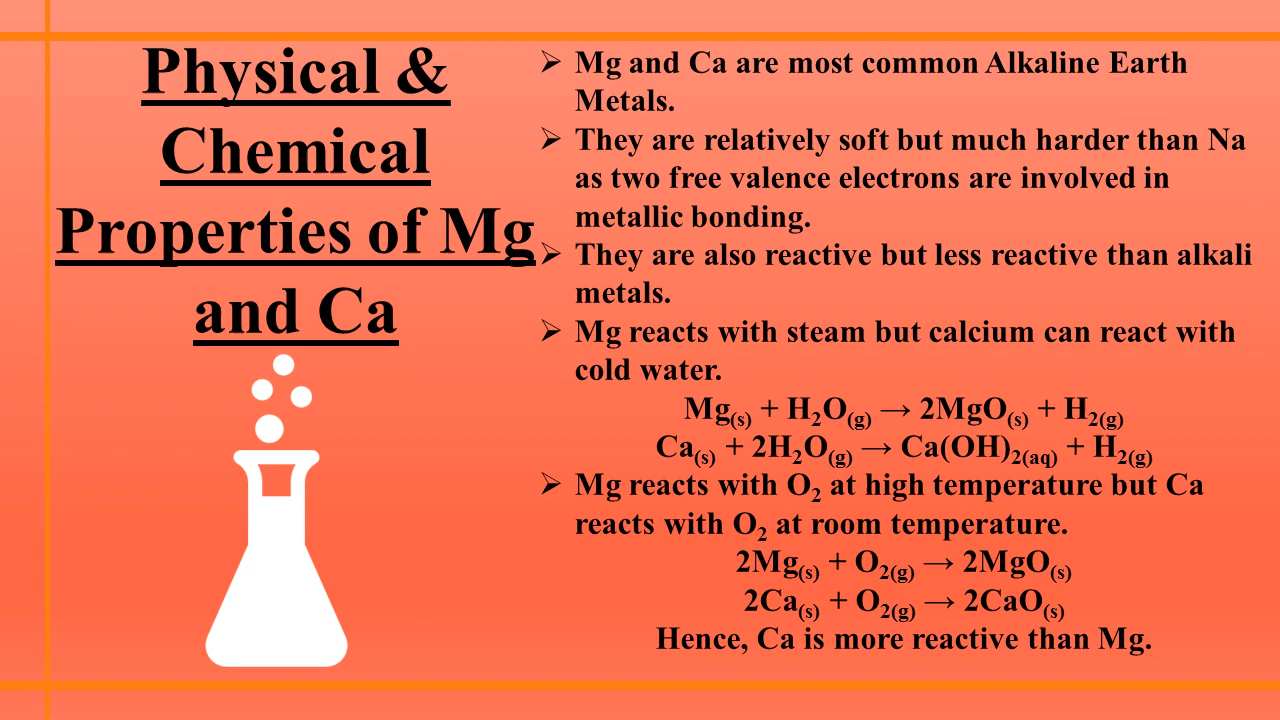 Physical &
Chemical
Properties of Mg
and Ca
➢ Mg and Ca are most common Alkaline Earth
Metals.
➢ They are relatively soft but much harder than Na
as two free valence electrons are involved in
metallic bonding.
➢ They are also reactive but less reactive than alkali
metals.
➢ Mg reacts with steam but calcium can react with
cold water.
Mg(s) + H₂O(g) → 2MgO(s) + H₂(g)
Ca(s) + 2H₂O(g) → Ca(OH)₂(aq) + H₂(g)
➢ Mg reacts with O₂ at high temperature but Ca
reacts with O₂ at room temperature.
2Mg(s) + O₂(g) → 2MgO(s)
2Ca(s) + O₂(g) → 2CaO(s)
Hence, Ca is more reactive than Mg.